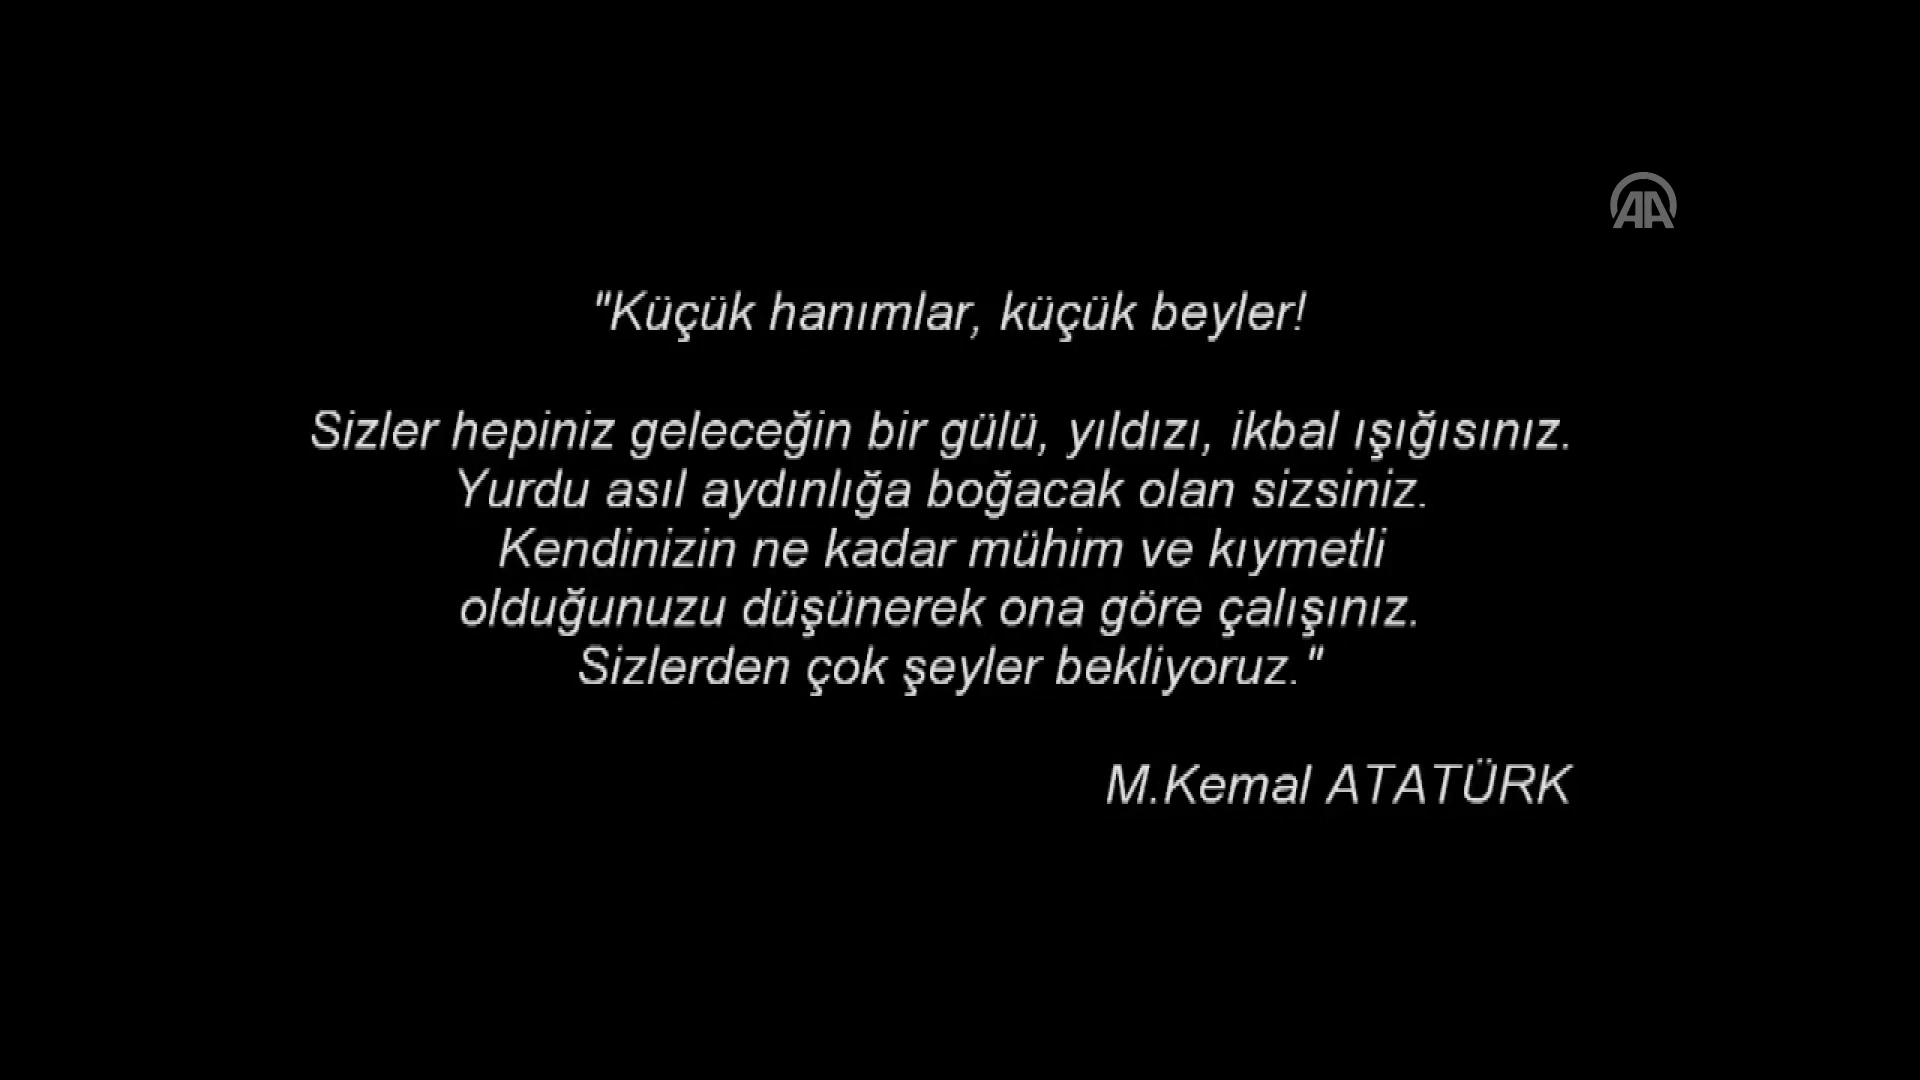 AA
"Küçük hanımlar, küçük beyler!
Sizler hepiniz geleceğin bir gülü, yıldızı, ikbal ışığısınız.
Yurdu asıl aydınlığa boğacak olan sizsiniz.
Kendinizin ne kadar mühim ve kıymetli
olduğunuzu düşünerek ona göre çalışınız.
Sizlerden çok şeyler bekliyoruz."
M.Kemal ATATÜRK